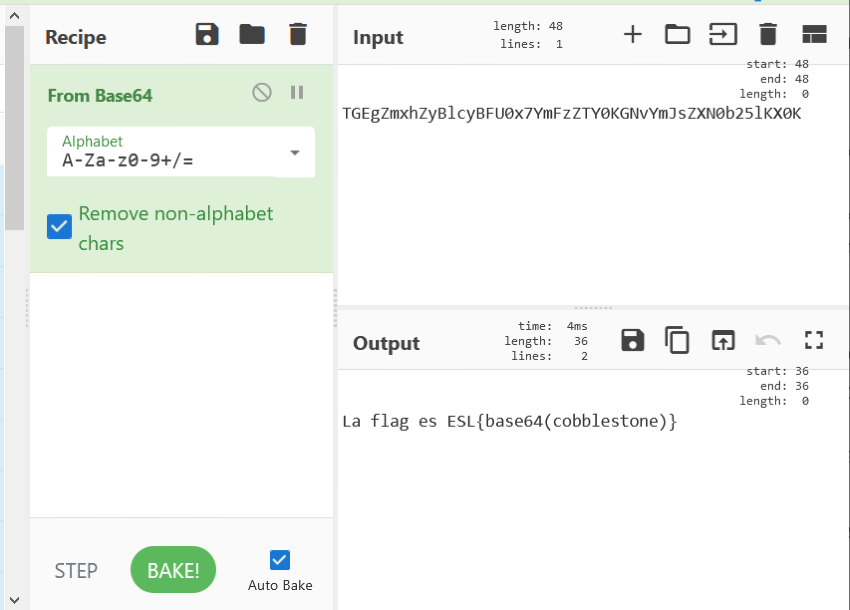 Recipe
From Base64
Alphabet
A-Za-z0-9+/=
Remove non-alphabet
chars
STEP
BAKE!
Auto Bake
Input
length: 48
lines: 1
start: 48
end: 48
length: 0
TGEgZmxhZyBlcyBFU0x7YmFzZTY0KGNvYmJsZXN0b25lKX0K
Output
time: 4ms
length: 36
lines: 2
start: 36
end: 36
length: 0
La flag es ESL{base64(cobblestone)}